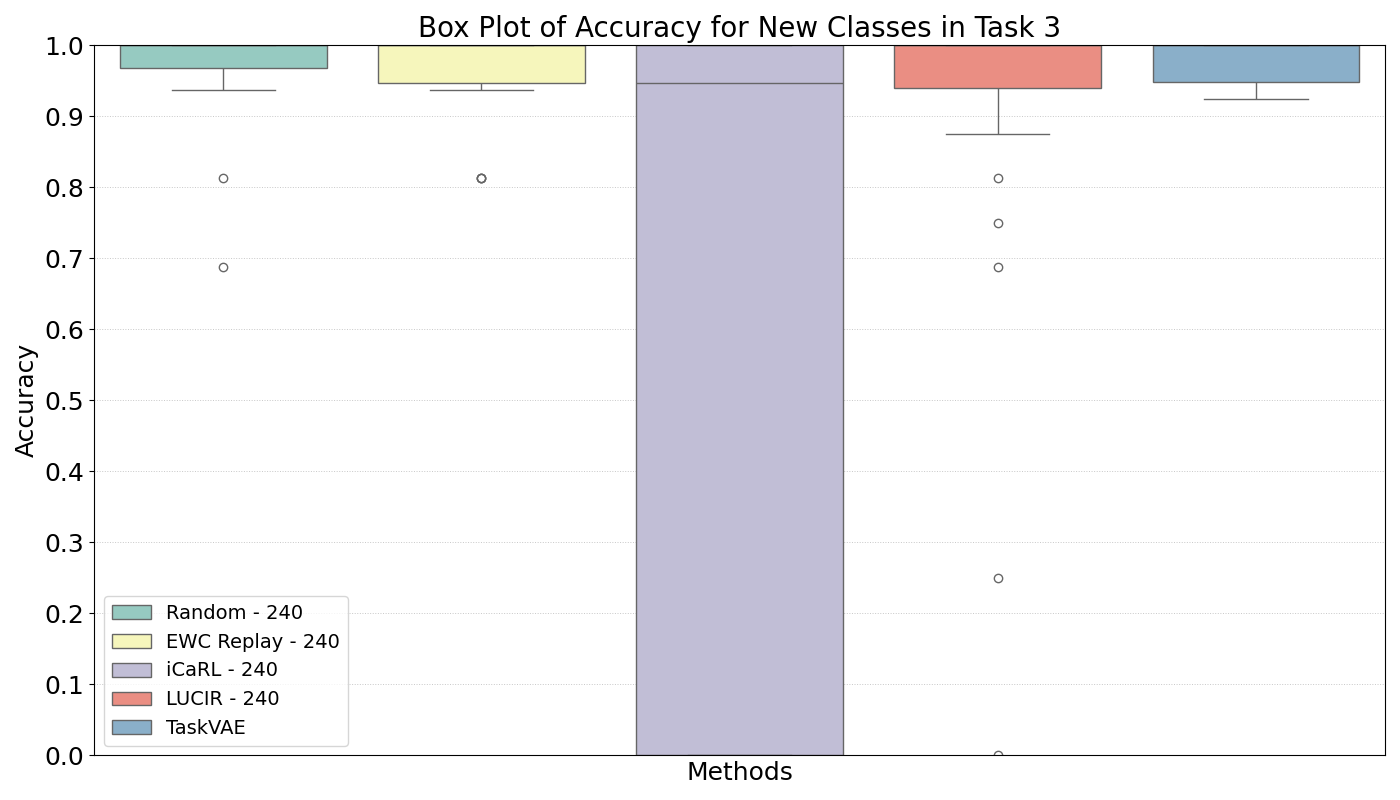 Box Plot of Accuracy for New Classes in Task 3
1.0
0.9
0.8
0.7
0.6
0.5
0.4
0.3
0.2
0.1
0.0
Accuracy
Random - 240
EWC Replay - 240
iCaRL - 240
LUCIR - 240
TaskVAE
Methods